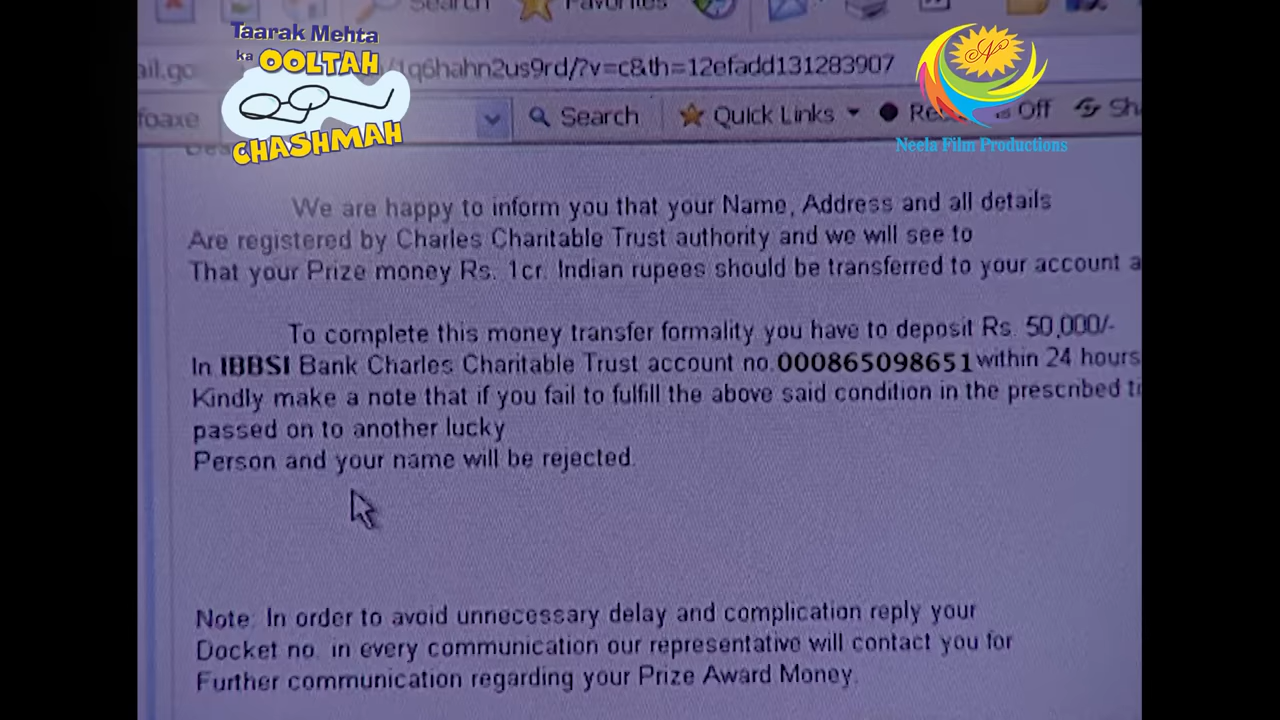 Search
Favorites
Taarak Mehta
ka OOLTAH
CHASHMAH
1q6hahn2us9rd/?v=c&th=12efadd131283907
foaxe
Search
Quick Links
Off
Neela Film Productions
We are happy to inform you that your Name, Address and all details
Are registered by Charles Charitable Trust authority and we will see to
That your Prize money Rs. 1cr. Indian rupees should be transferred to your account a
To complete this money transfer formality you have to deposit Rs. 50,000/-
In IBBSI Bank Charles Charitable Trust account no. 000865098651 within 24 hours
Kindly make a note that if you fail to fulfill the above said condition in the prescribed ti
passed on to another lucky
Person and your name will be rejected.
Note: In order to avoid unnecessary delay and complication reply your
Docket no. in every communication our representative will contact you for
Further communication regarding your Prize Award Money.